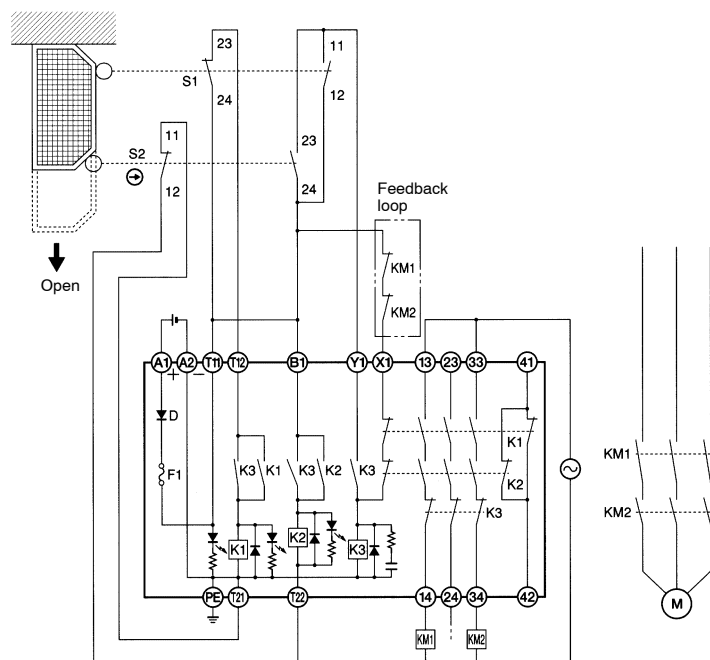 23
11
S1
24
12
11
S2
23
12
24
Feedback
loop
KM1
KM2
Open
A1
A2
T11
T12
B1
Y1
X1
13
23
33
41
+
−
D
F1
K3
K1
K3
K2
K3
K1
K2
K3
K1
K2
K3
PE
T21
T22
14
24
34
42
KM1
KM2
KM1
KM2
M